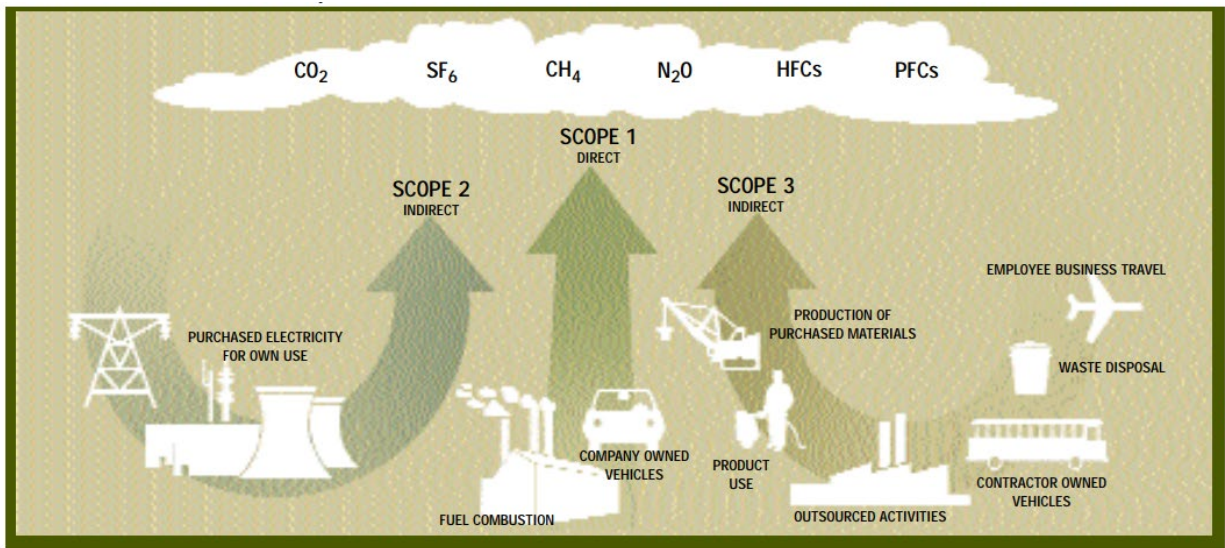 CO2 SF6 CH4 N2O HFCs PFCs
SCOPE 1
DIRECT
SCOPE 2
INDIRECT
SCOPE 3
INDIRECT
PURCHASED ELECTRICITY
FOR OWN USE
FUEL COMBUSTION
COMPANY OWNED
VEHICLES
PRODUCT
USE
PRODUCTION OF
PURCHASED MATERIALS
EMPLOYEE BUSINESS TRAVEL
WASTE DISPOSAL
CONTRACTOR OWNED
VEHICLES
OUTSOURCED ACTIVITIES